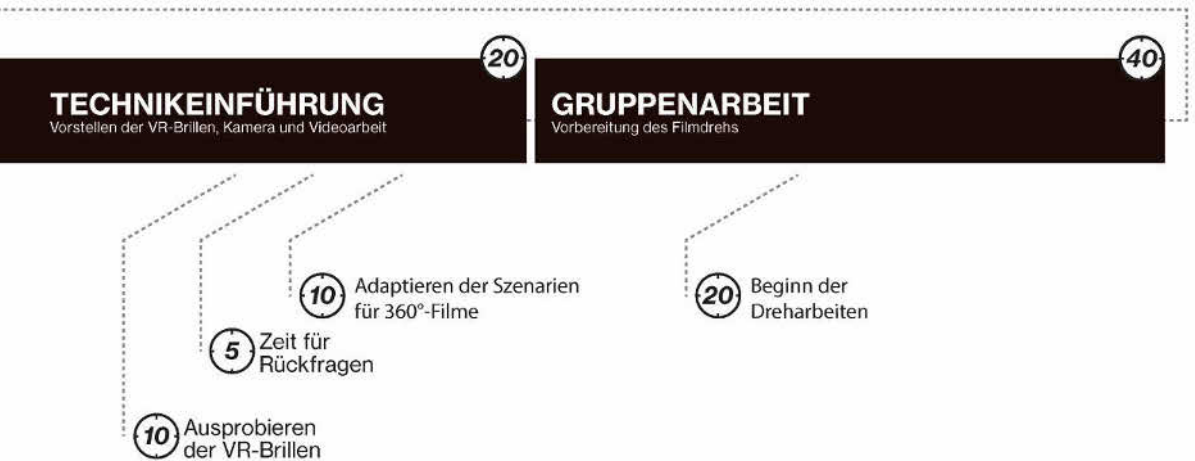 20
TECHNIKEINFÜHRUNG
Vorstellen der VR-Brillen, Kamera und Videoarbeit
40
GRUPPENARBEIT
Vorbereitung des Filmdrehs
10
Adaptieren der Szenarien
für 360°-Filme
20
Beginn der
Dreharbeiten
5
Zeit für
Rückfragen
10
Ausprobieren
der VR-Brillen